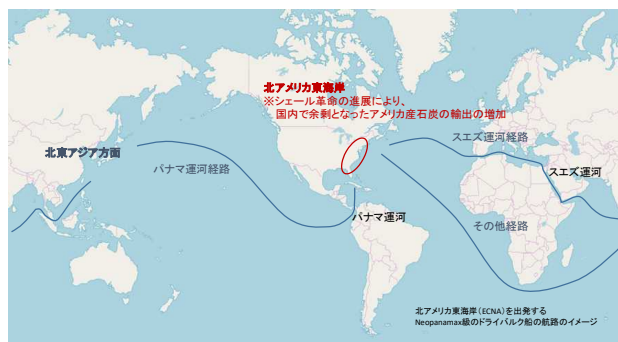 北アメリカ東海岸
※シェール革命の進展により、
国内で余剰となったアメリカ産石炭の輸出の増加
北東アジア方面
パナマ運河経路
スエズ運河経路
スエズ運河
パナマ運河
その他経路
北アメリカ東海岸(ECNA)を出発する
Neopanamax級のドライバルク船の航路のイメージ